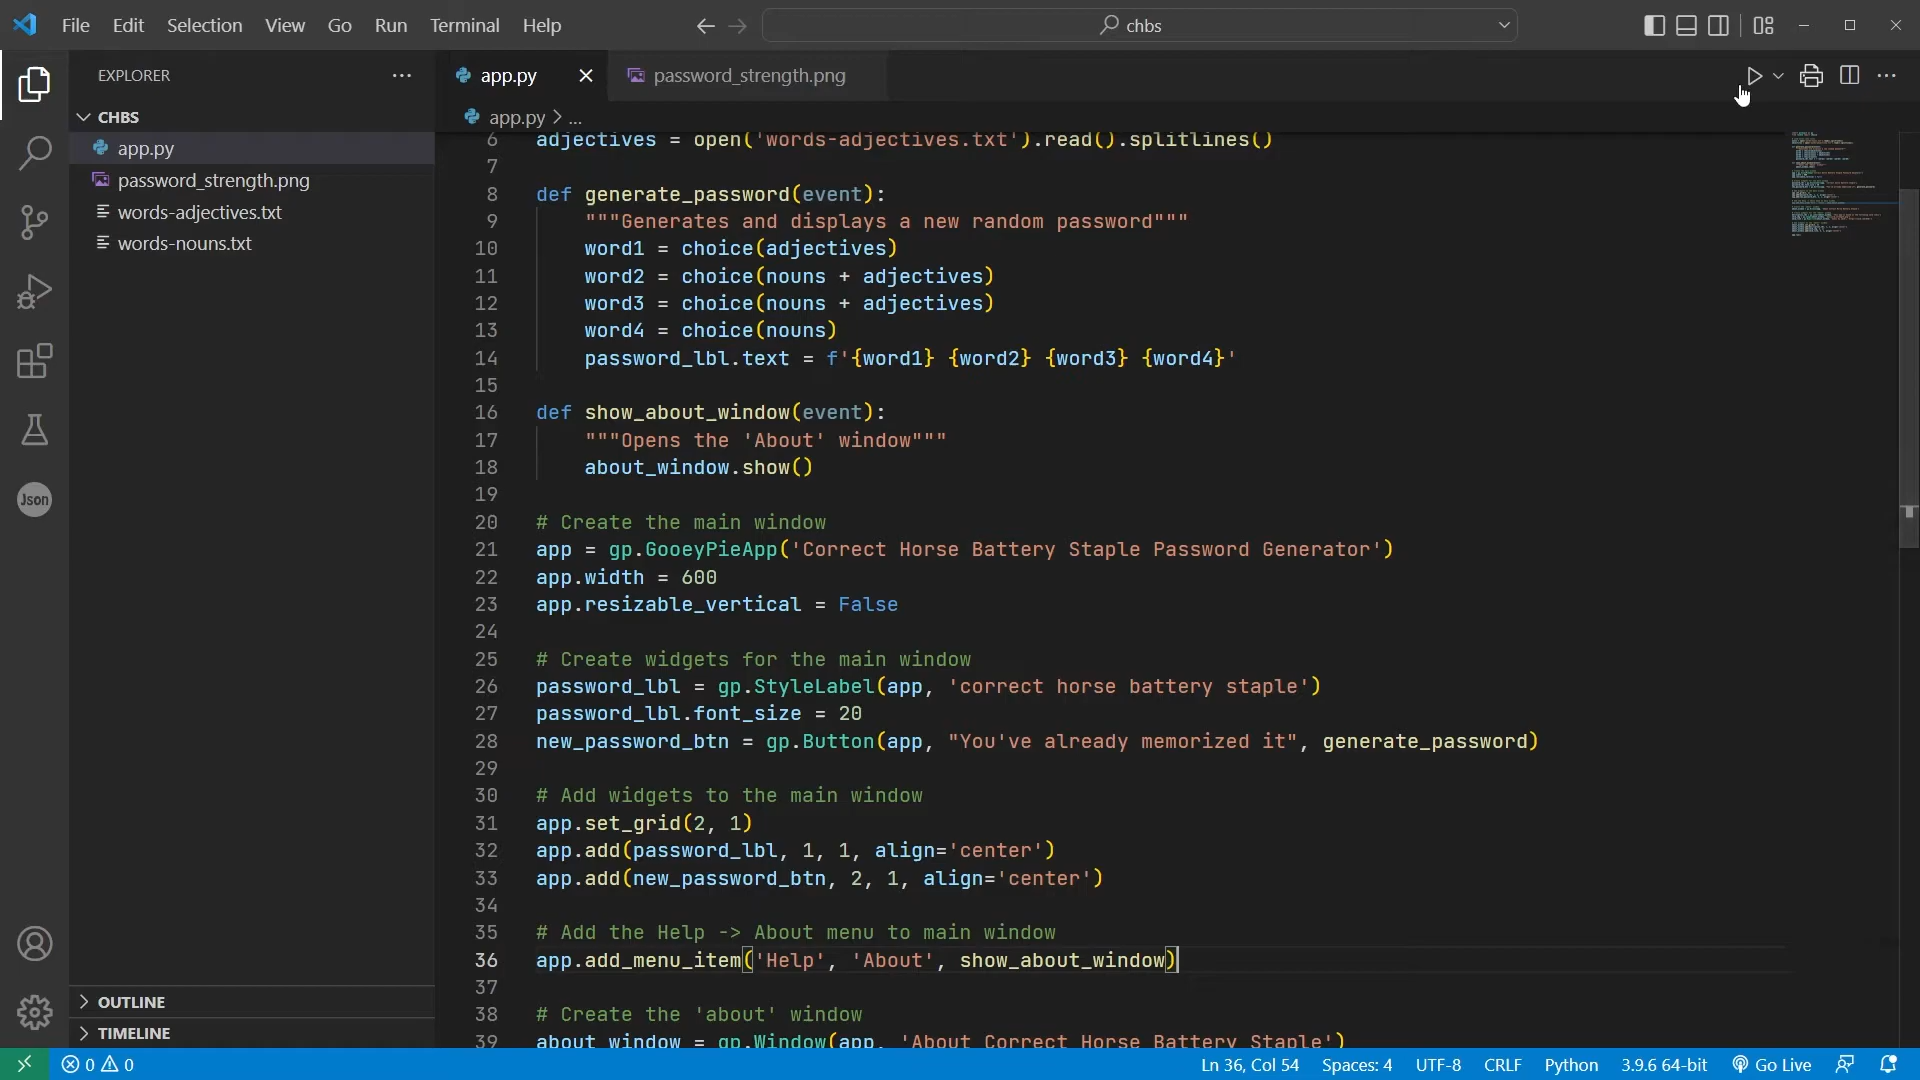 File Edit Selection View Go Run Terminal Help
chbs
EXPLORER
CHBS
app.py
password_strength.png
words-adjectives.txt
words-nouns.txt
Json
OUTLINE
TIMELINE
app.py password_strength.png
app.py > ...
6 adjectives = open('words-adjectives.txt').read().splitlines()
7
8 def generate_password(event):
9 """Generates and displays a new random password"""
10 word1 = choice(adjectives)
11 word2 = choice(nouns + adjectives)
12 word3 = choice(nouns + adjectives)
13 word4 = choice(nouns)
14 password_lbl.text = f'{word1} {word2} {word3} {word4}'
15
16 def show_about_window(event):
17 """Opens the 'About' window"""
18 about_window.show()
19
20 # Create the main window
21 app = gp.GooeyPieApp('Correct Horse Battery Staple Password Generator')
22 app.width = 600
23 app.resizable_vertical = False
24
25 # Create widgets for the main window
26 password_lbl = gp.StyleLabel(app, 'correct horse battery staple')
27 password_lbl.font_size = 20
28 new_password_btn = gp.Button(app, "You've already memorized it", generate_password)
29
30 # Add widgets to the main window
31 app.set_grid(2, 1)
32 app.add(password_lbl, 1, 1, align='center')
33 app.add(new_password_btn, 2, 1, align='center')
34
35 # Add the Help -> About menu to main window
36 app.add_menu_item('Help', 'About', show_about_window)
37
38 # Create the 'about' window
39 about_window = gp.Window(app, 'About Correct Horse Battery Staple')
0 0 Ln 36, Col 54 Spaces: 4 UTF-8 CRLF Python 3.9.6 64-bit Go Live